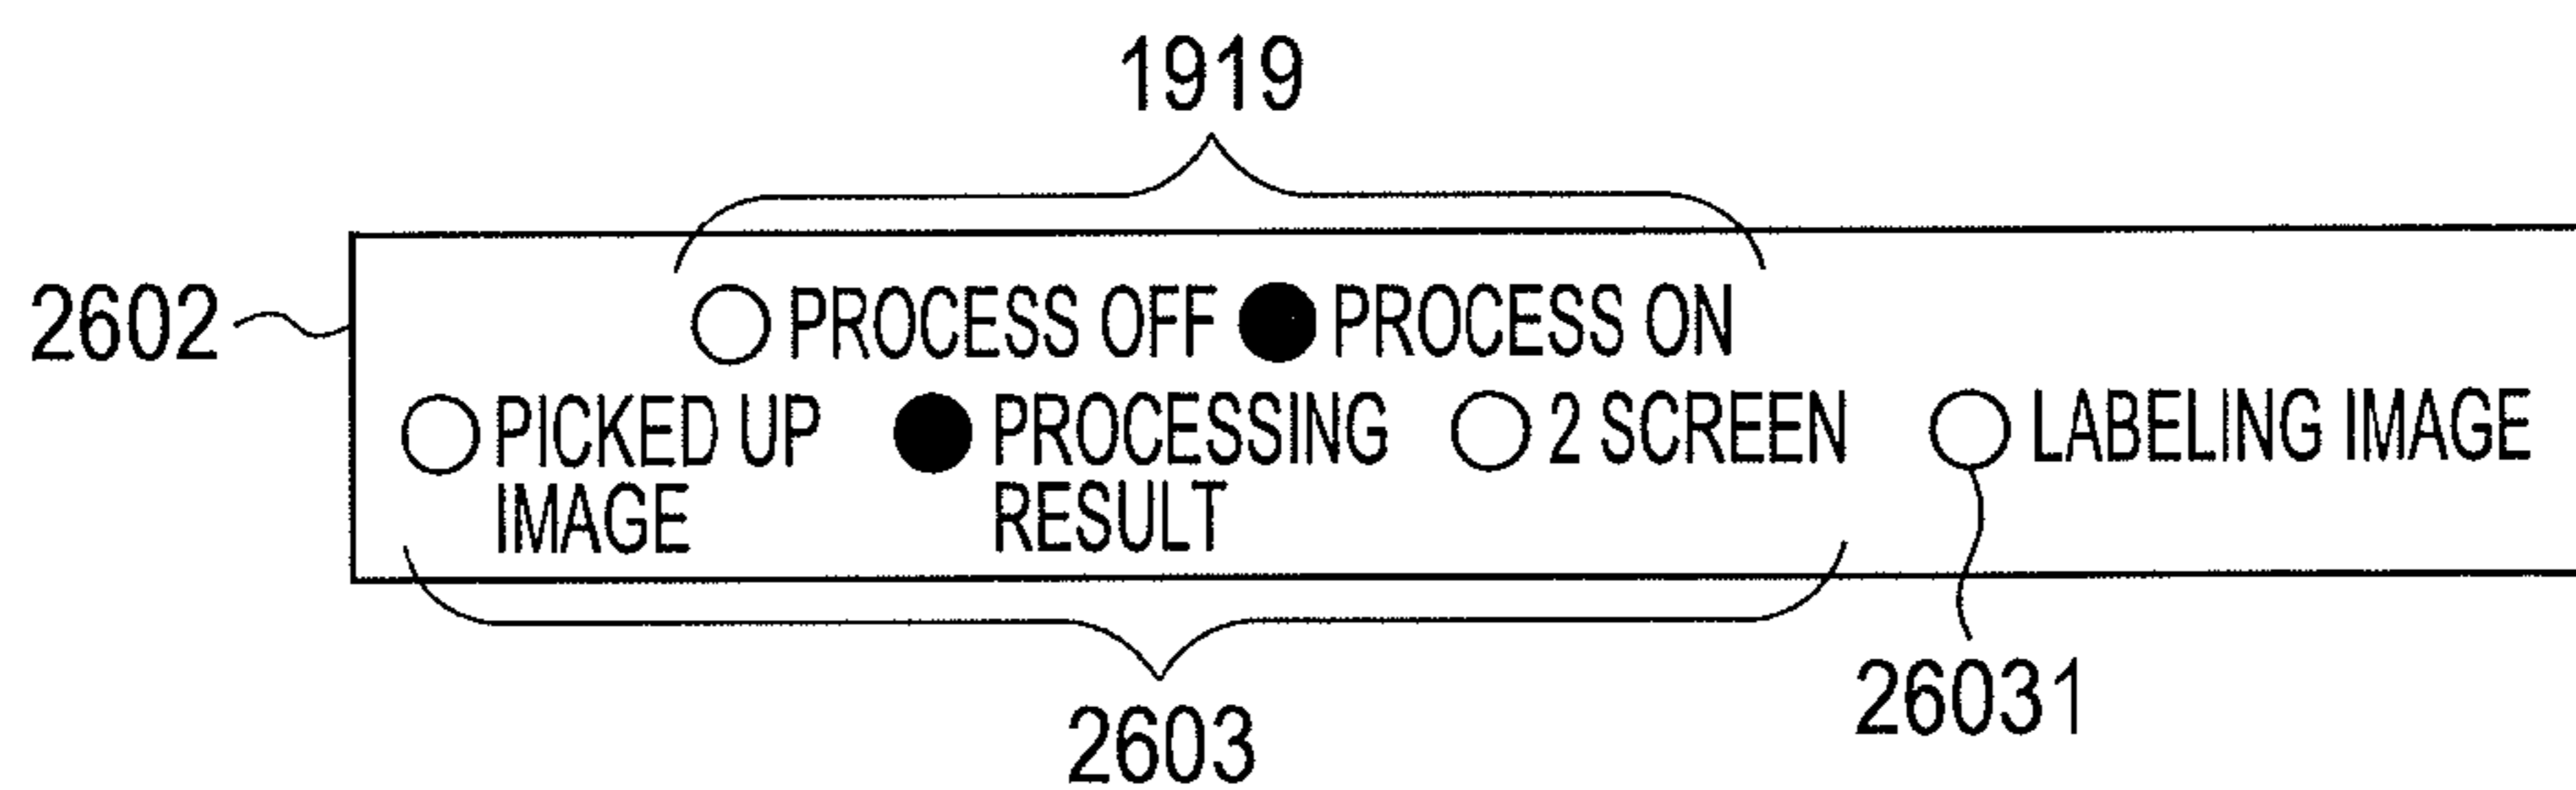 1919
2602
PROCESS OFF PROCESS ON
PICKED UP PROCESSING 2 SCREEN LABELING IMAGE
IMAGE RESULT
26031
2603